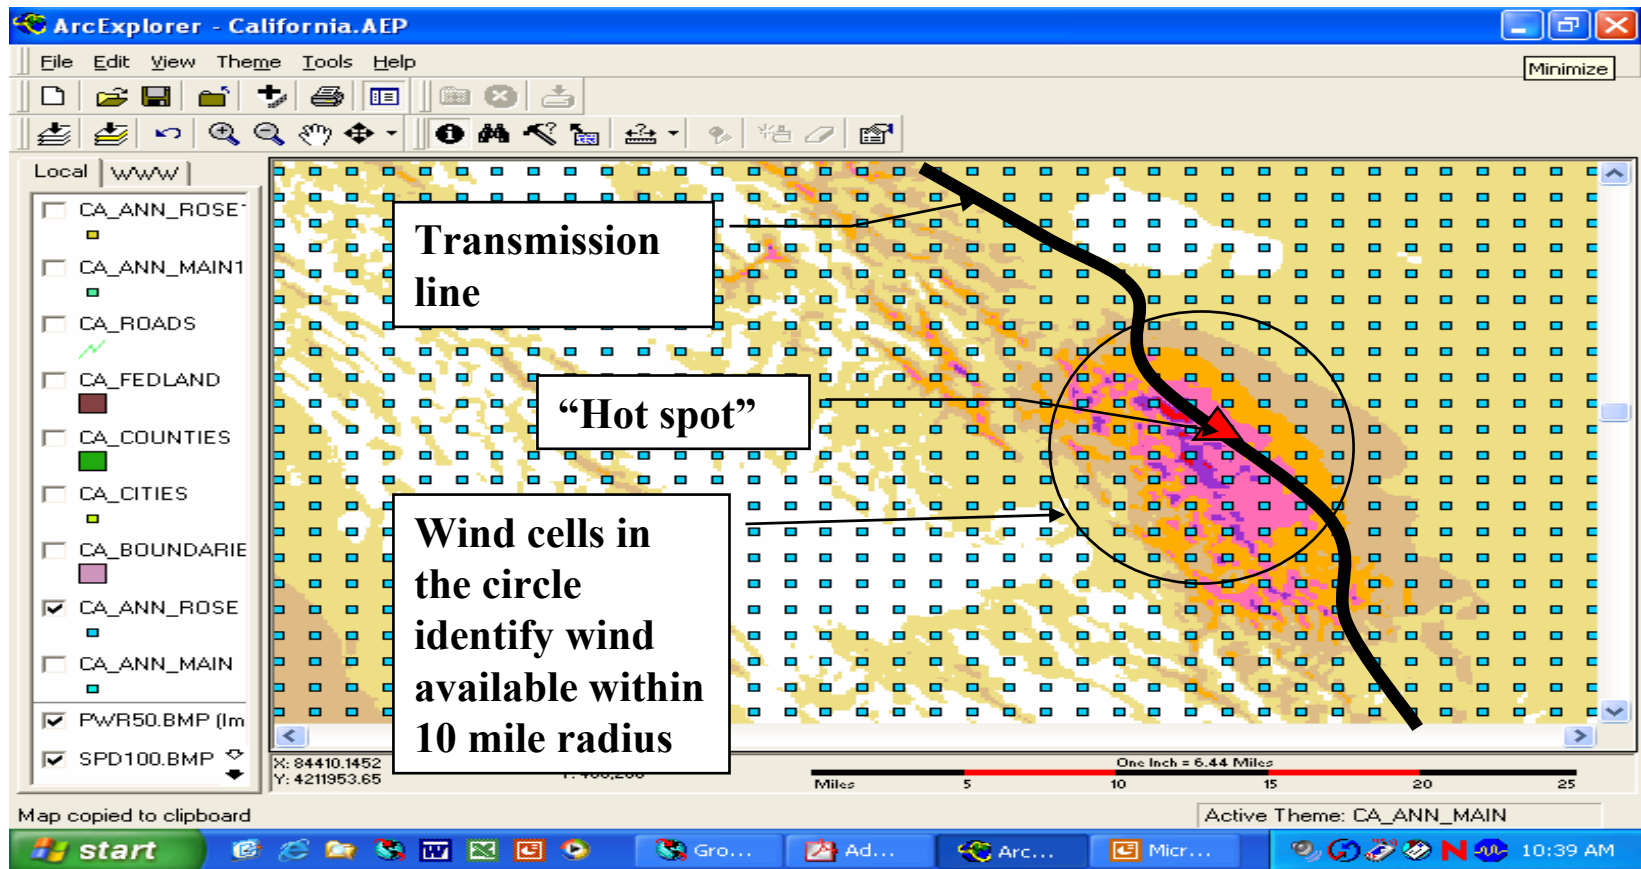 ArcExplorer - California.AEP
File Edit View Theme Tools Help
Minimize
Local WWW
CA_ANN_ROSE
CA_ANN_MAIN1
CA_ROADS
CA_FEDLAND
CA_COUNTIES
CA_CITIES
CA_BOUNDARIE
CA_ANN_ROSE
CA_ANN_MAIN
PWR50.BMP (Im
SPD100.BMP
Transmission
line
“Hot spot”
Wind cells in
the circle
identify wind
available within
10 mile radius
X: 84410.1452
Y: 4211953.65
One Inch = 6.44 Miles
Miles 5 10 15 20 25
Map copied to clipboard
Active Theme: CA_ANN_MAIN
start
Gro...
Ad...
Arc...
Micr...
10:39 AM